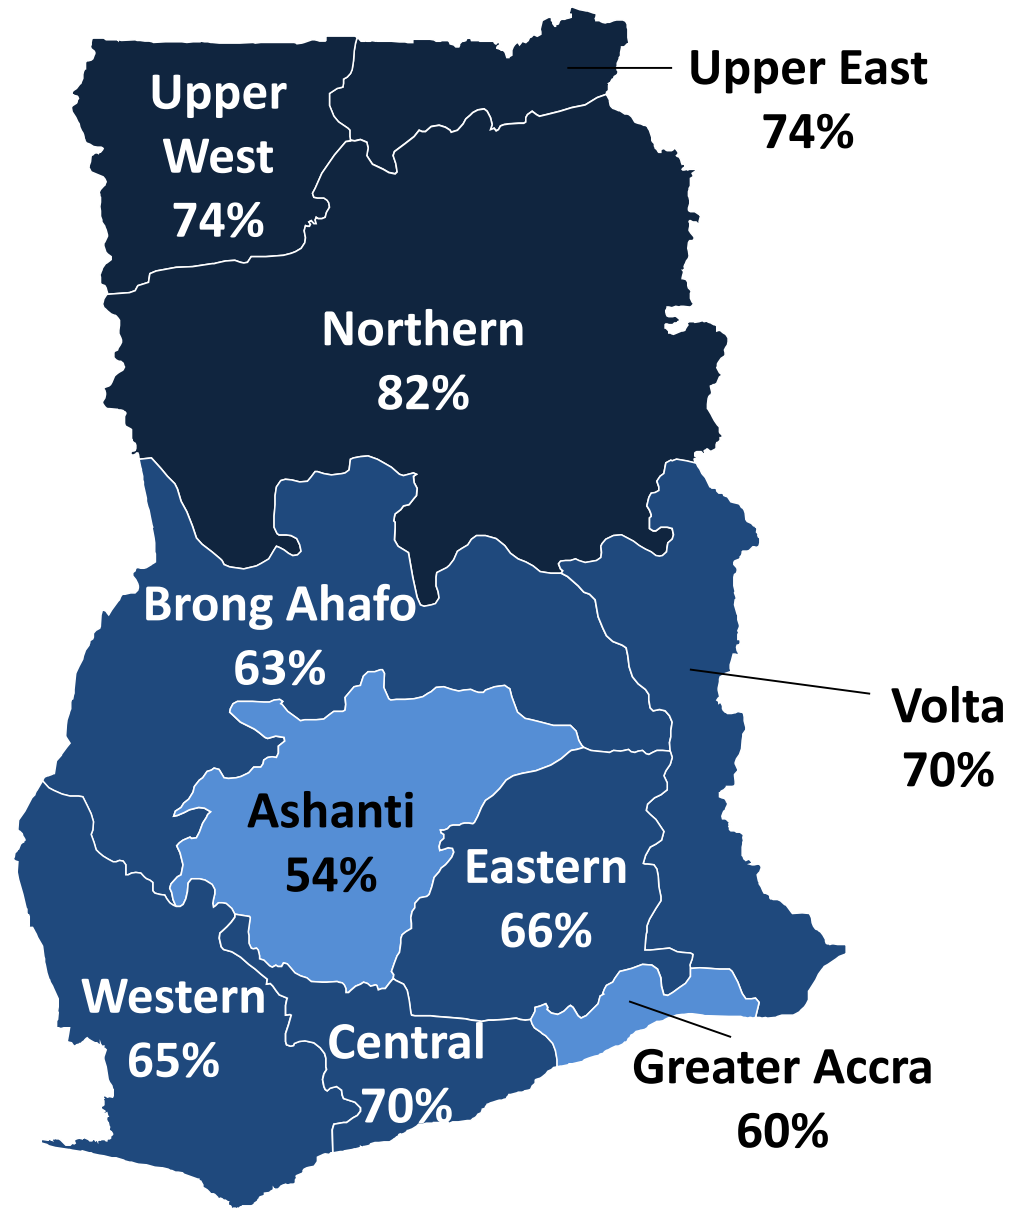 Upper
West
74%
Upper East
74%
Northern
82%
Brong Ahafo
63%
Volta
70%
Ashanti
54%
Eastern
66%
Western
65%
Central
70%
Greater Accra
60%